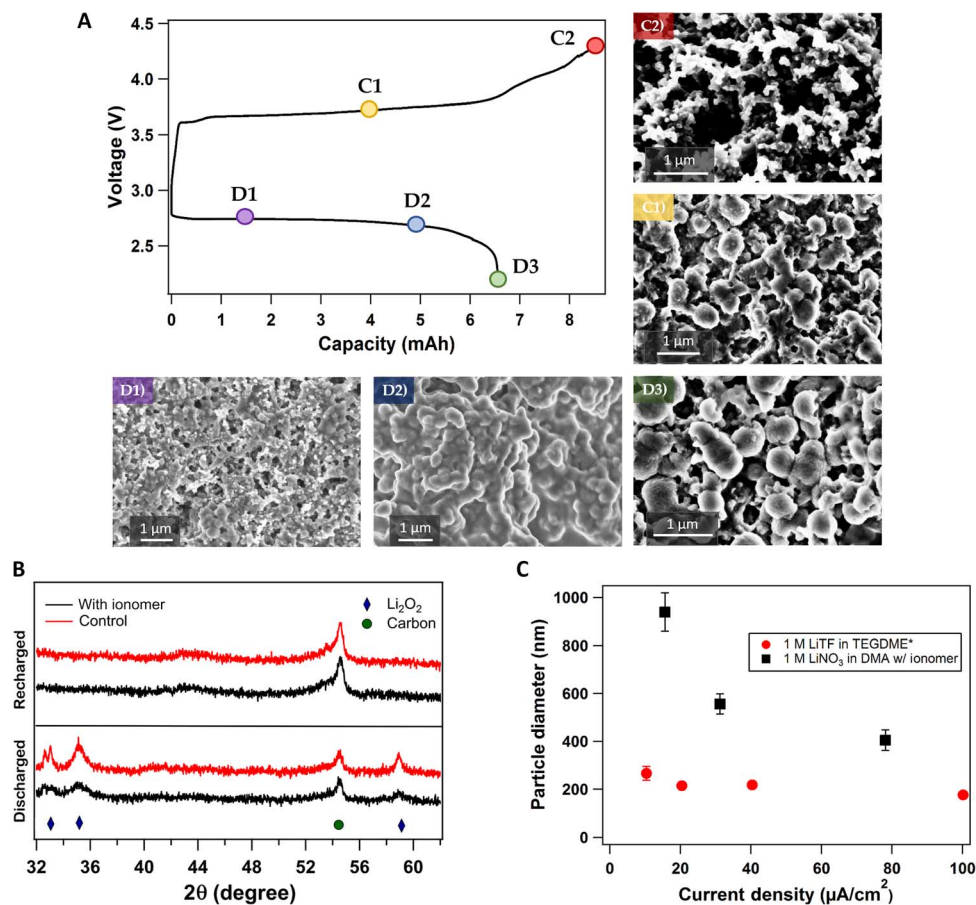 A
4.5
4.0
3.5
3.0
2.5
Voltage (V)
C2
C1
D1
D2
D3
0 1 2 3 4 5 6 7 8
Capacity (mAh)
C2)
1 µm
C1)
1 µm
D1)
1 µm
D2)
1 µm
D3)
1 µm
B
With ionomer
Control
Li₂O₂
Carbon
Recharged
Discharged
32 36 40 44 48 52 56 60
2θ (degree)
C
1000
800
600
400
200
0
Particle diameter (nm)
1 M LiTF in TEGDME*
1 M LiNO₃ in DMA w/ ionomer
0 20 40 60 80 100
Current density (µA/cm²)